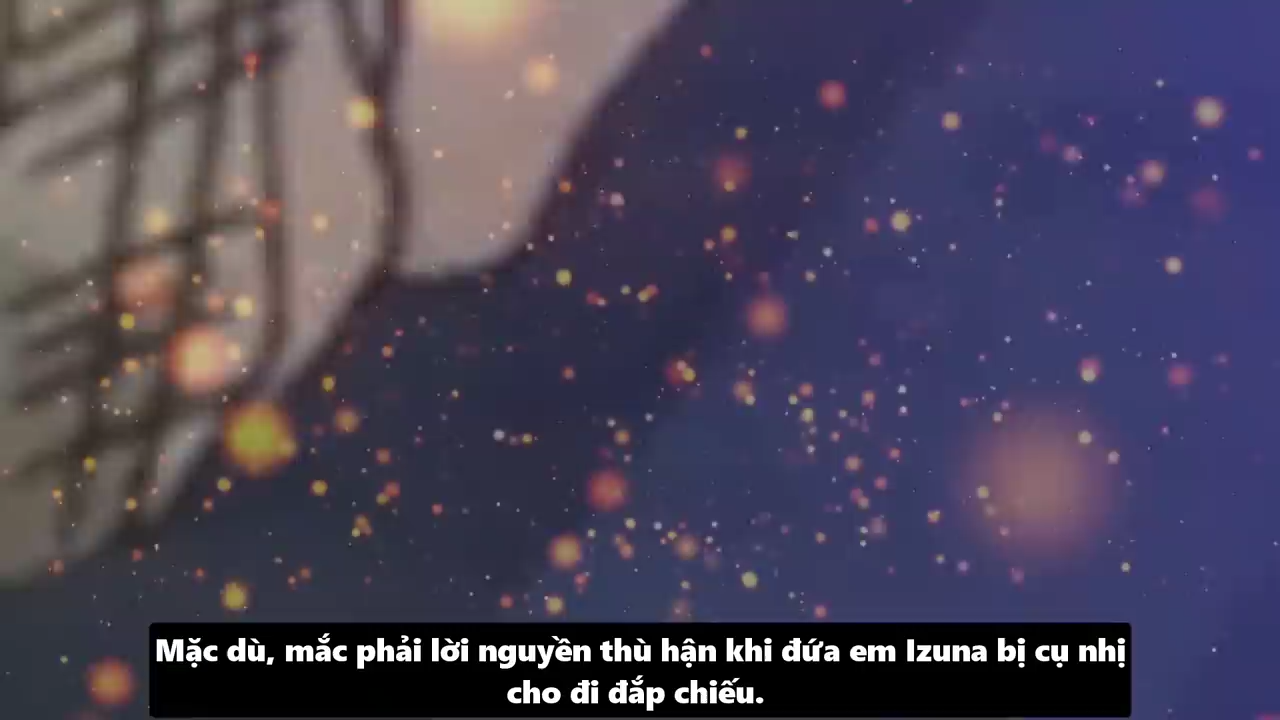 Mặc dù, mắc phải lời nguyền thù hận khi đứa em Izuna bị cụ nhị
cho đi đắp chiếu.